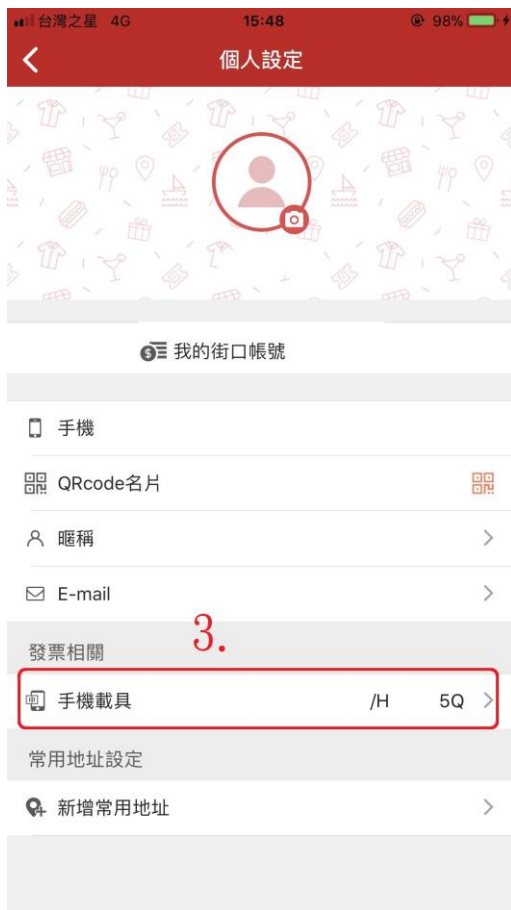 台灣之星 4G 15:48 98%
個人設定
我的街口帳號
手機
QRcode名片
暱稱
E-mail
3.
發票相關
手機載具 /H 5Q
常用地址設定
新增常用地址